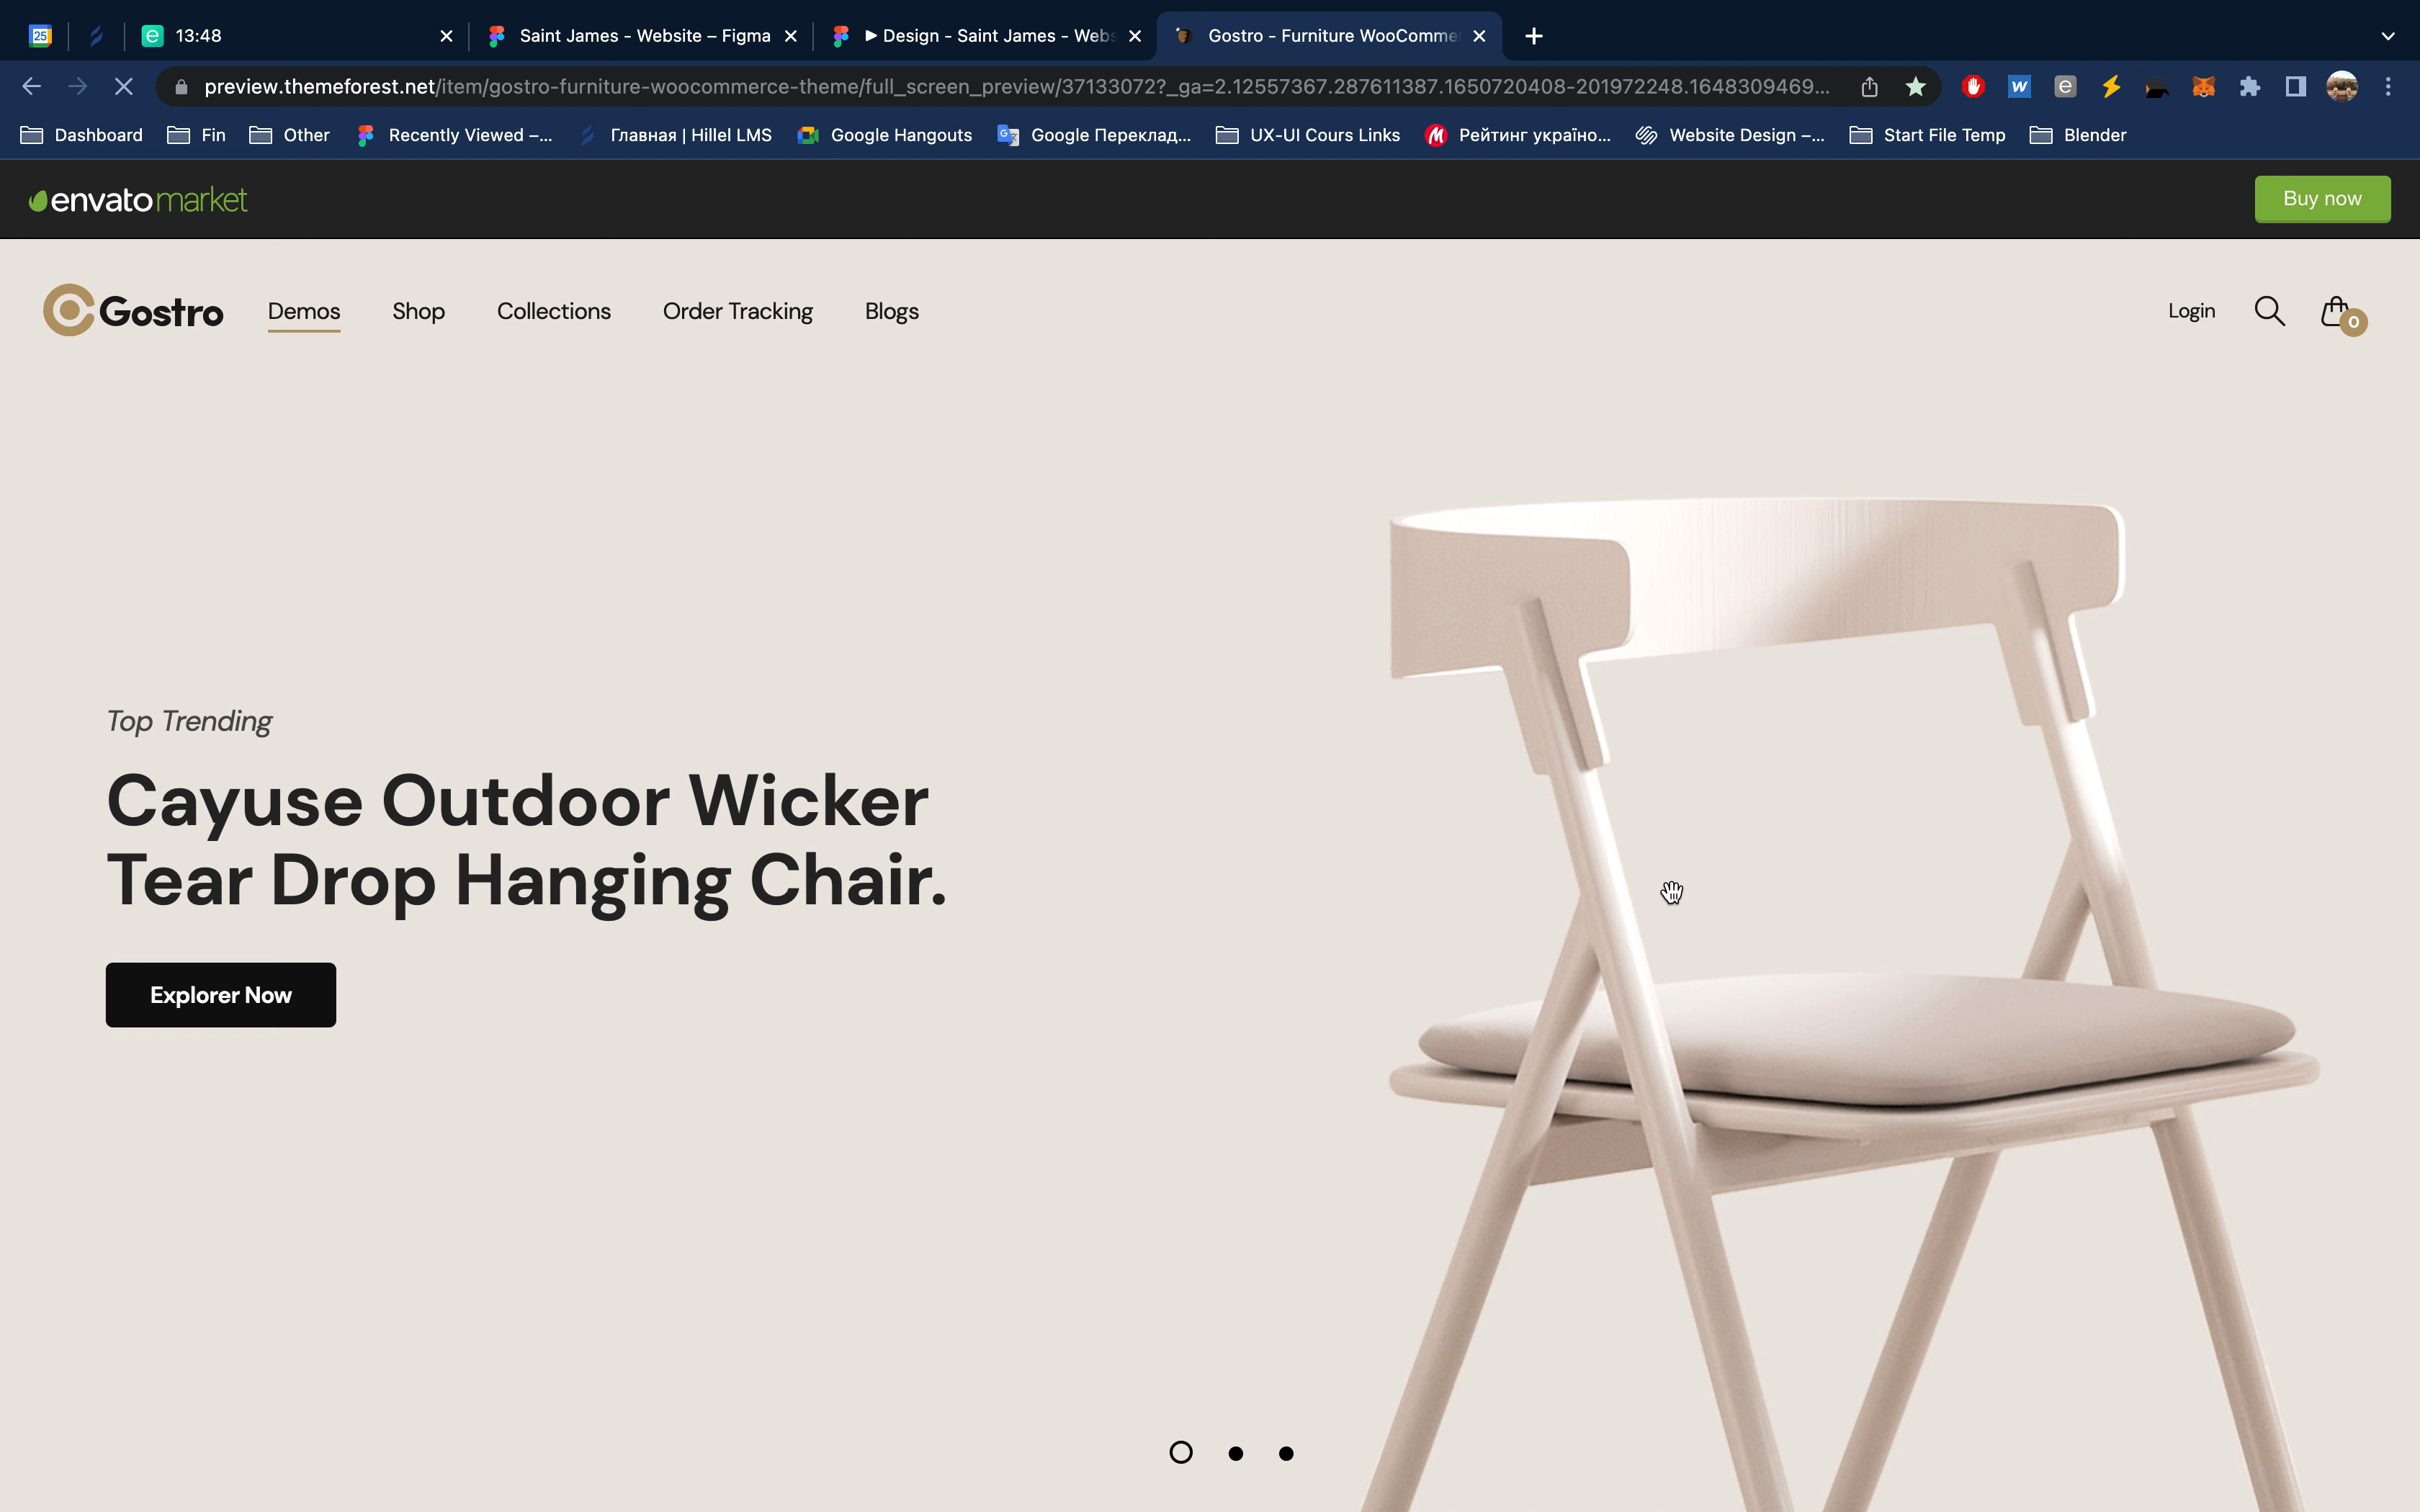 25
13:48
Saint James - Website – Figma
Design - Saint James - Webs
Gostro - Furniture WooComme
preview.themeforest.net/item/gostro-furniture-woocommerce-theme/full_screen_preview/37133072?_ga=2.12557367.287611387.1650720408-201972248.1648309469...
Dashboard
Fin
Other
Recently Viewed –...
Главная | Hillel LMS
Google Hangouts
Google Переклад...
UX-UI Cours Links
Рейтинг україно...
Website Design –...
Start File Temp
Blender
envatomarket
Buy now
Gostro
Demos
Shop
Collections
Order Tracking
Blogs
Login
0
Top Trending
Cayuse Outdoor Wicker
Tear Drop Hanging Chair.
Explorer Now